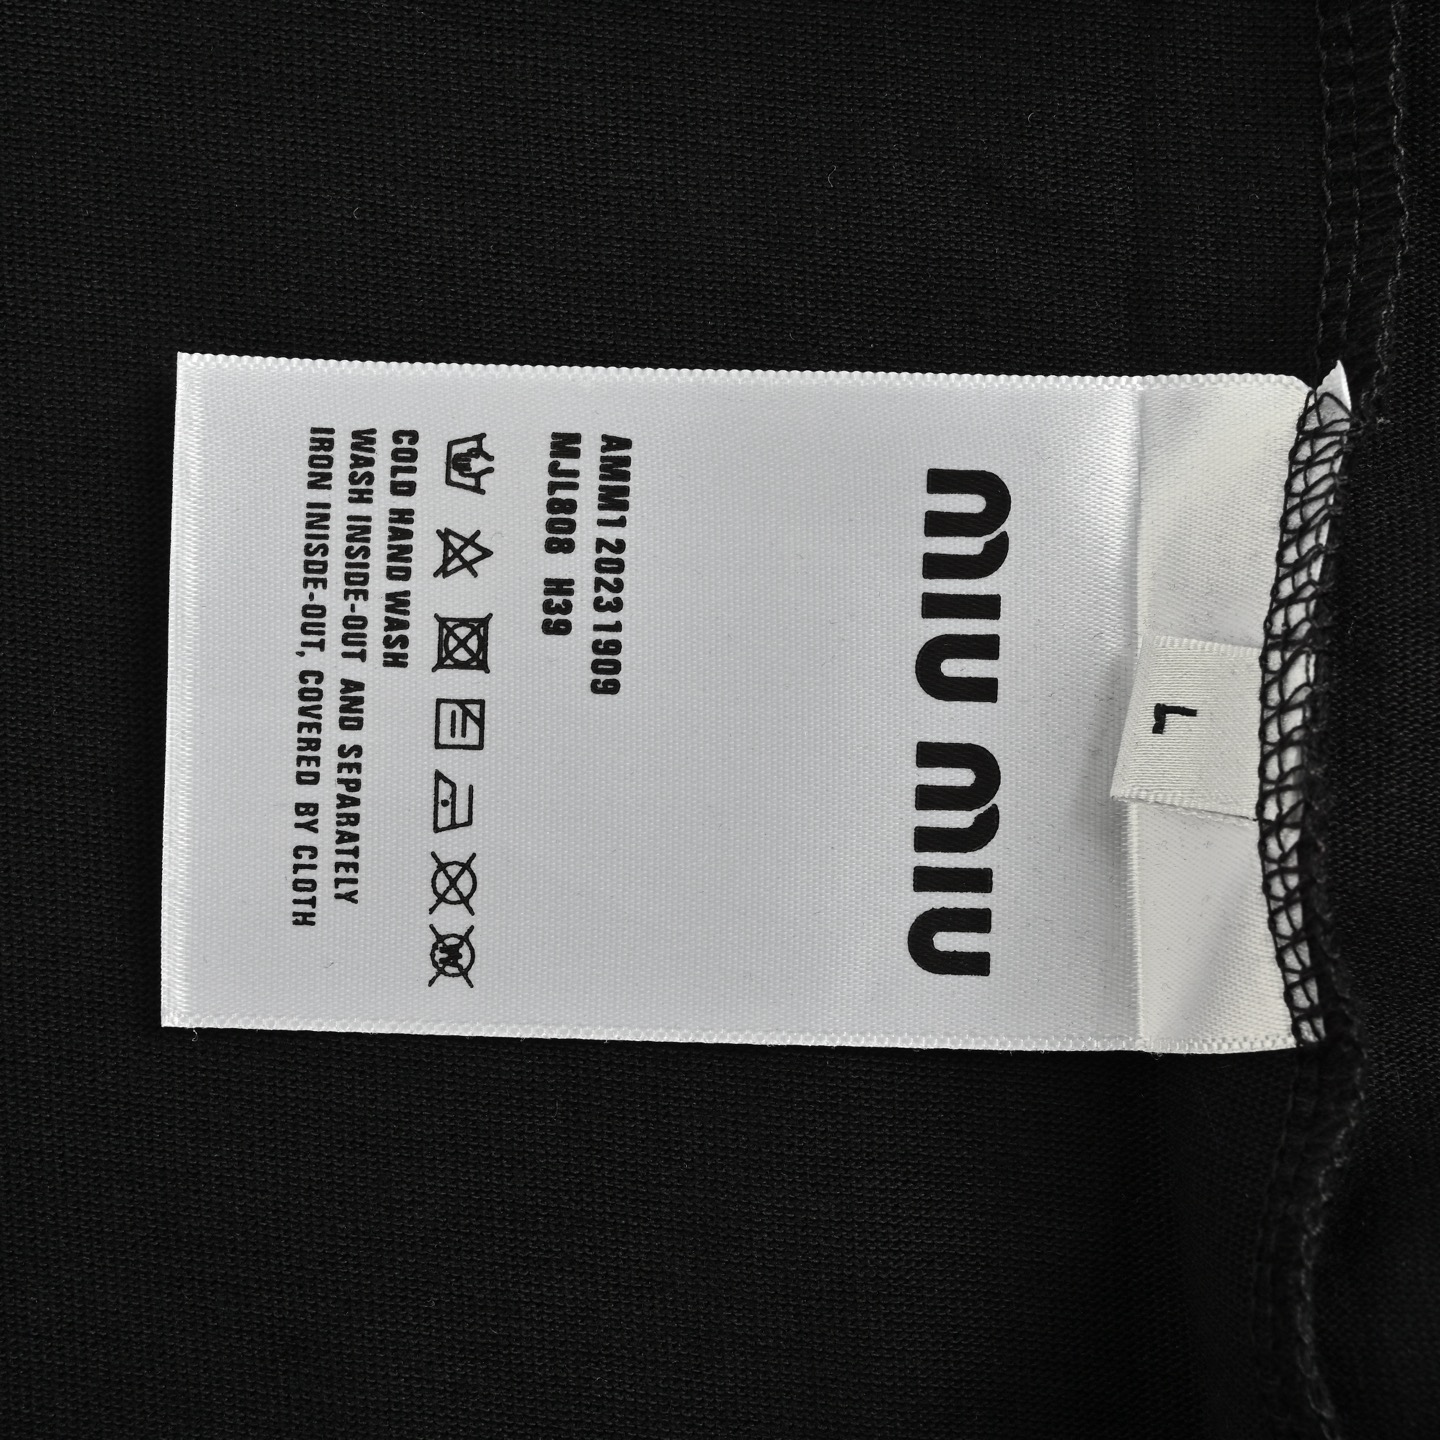 L
MIU MIU
AMM1 20231909
MJL808 H39
COLD HAND WASH
WASH INSIDE-OUT AND SEPARATELY
IRON INISDE-OUT, COVERED BY CLOTH